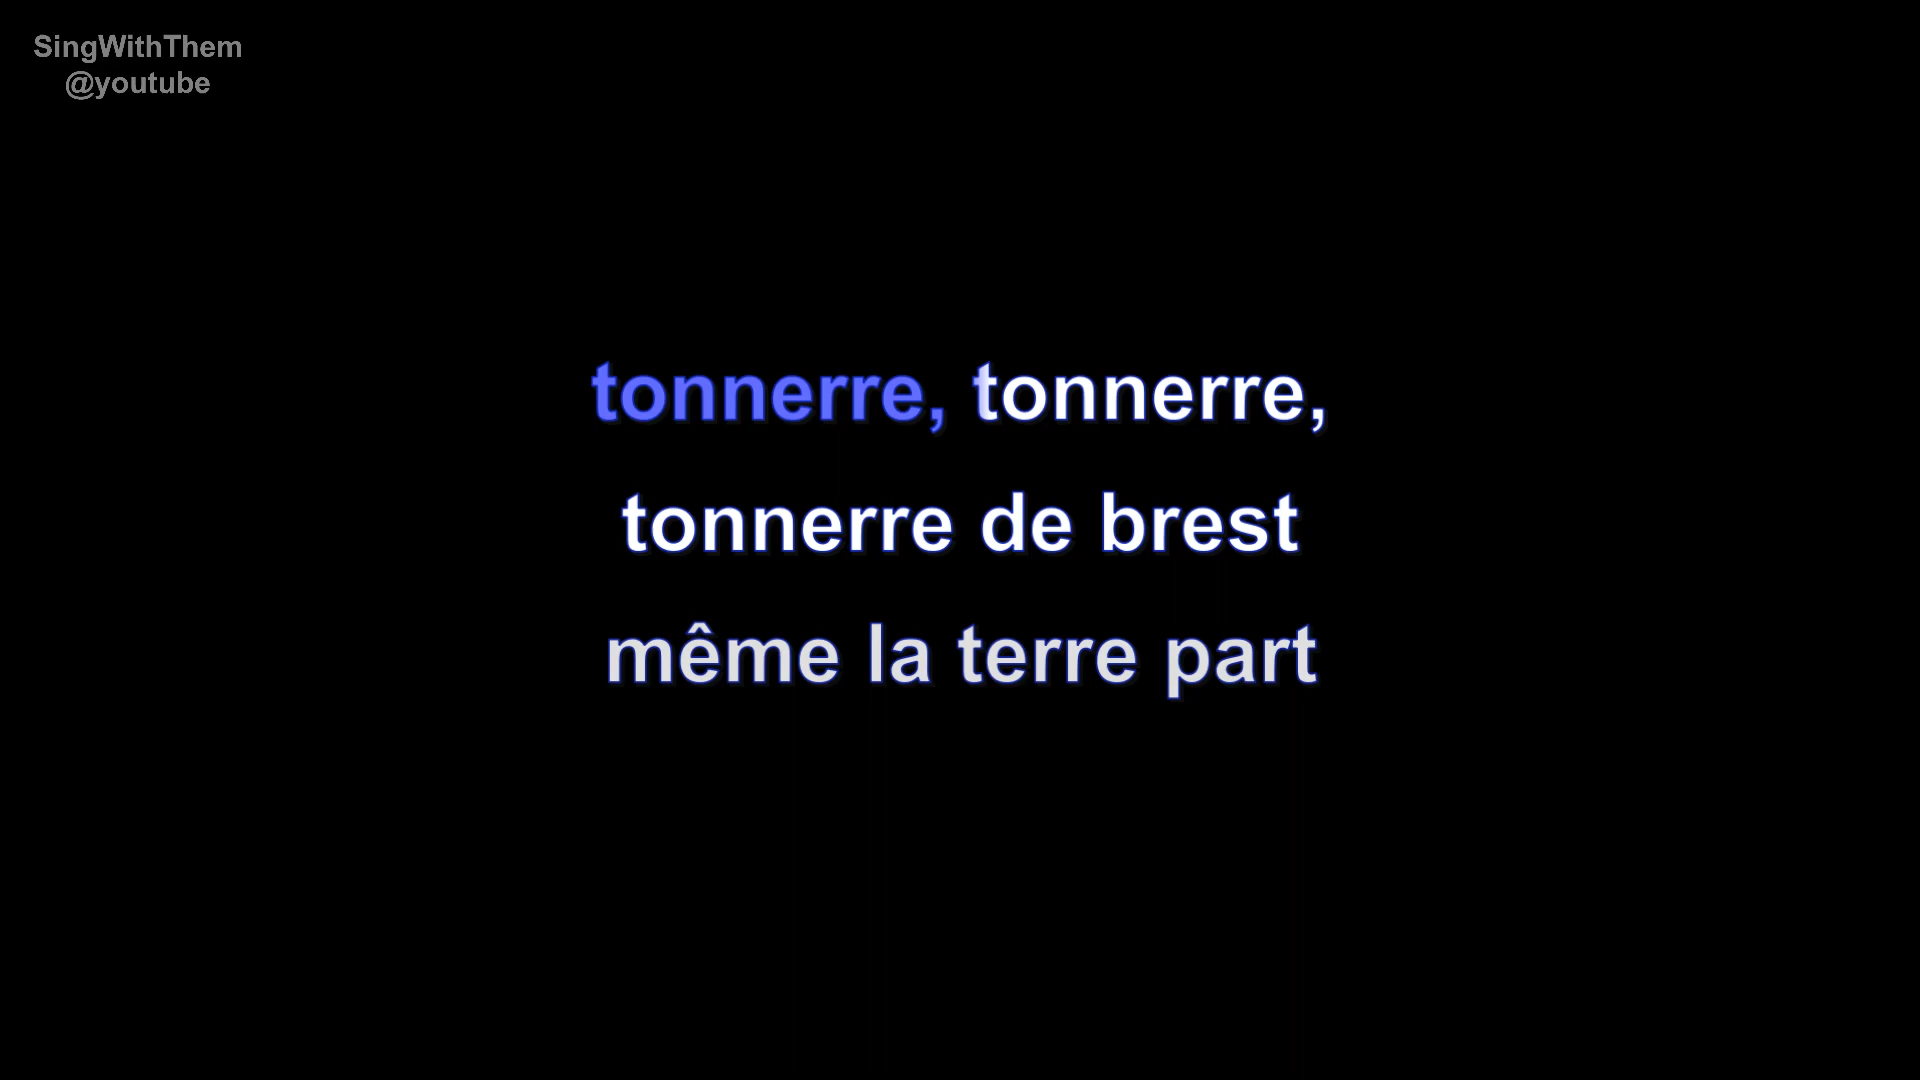 SingWithThem
@youtube
tonnerre, tonnerre,
tonnerre de brest
même la terre part